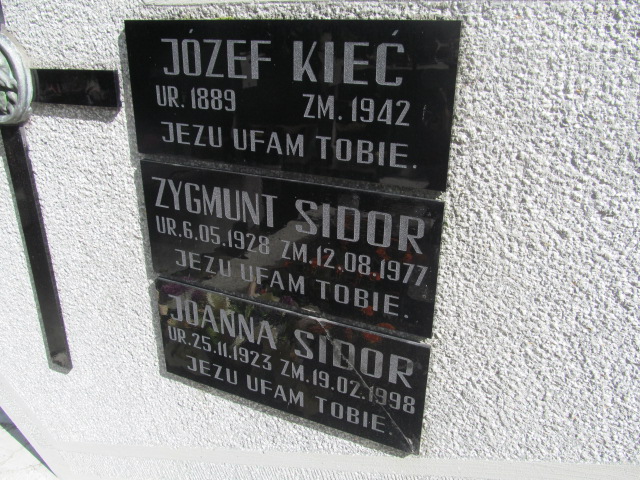 JÓZEF KIEĆ
UR. 1889 ZM. 1942
JEZU UFAM TOBIE.
ZYGMUNT SIDOR
UR. 6.05.1928 ZM. 12.08.1977
JEZU UFAM TOBIE.
JOANNA SIDOR
UR. 25.11.1923 ZM. 19.02.1998
JEZU UFAM TOBIE.